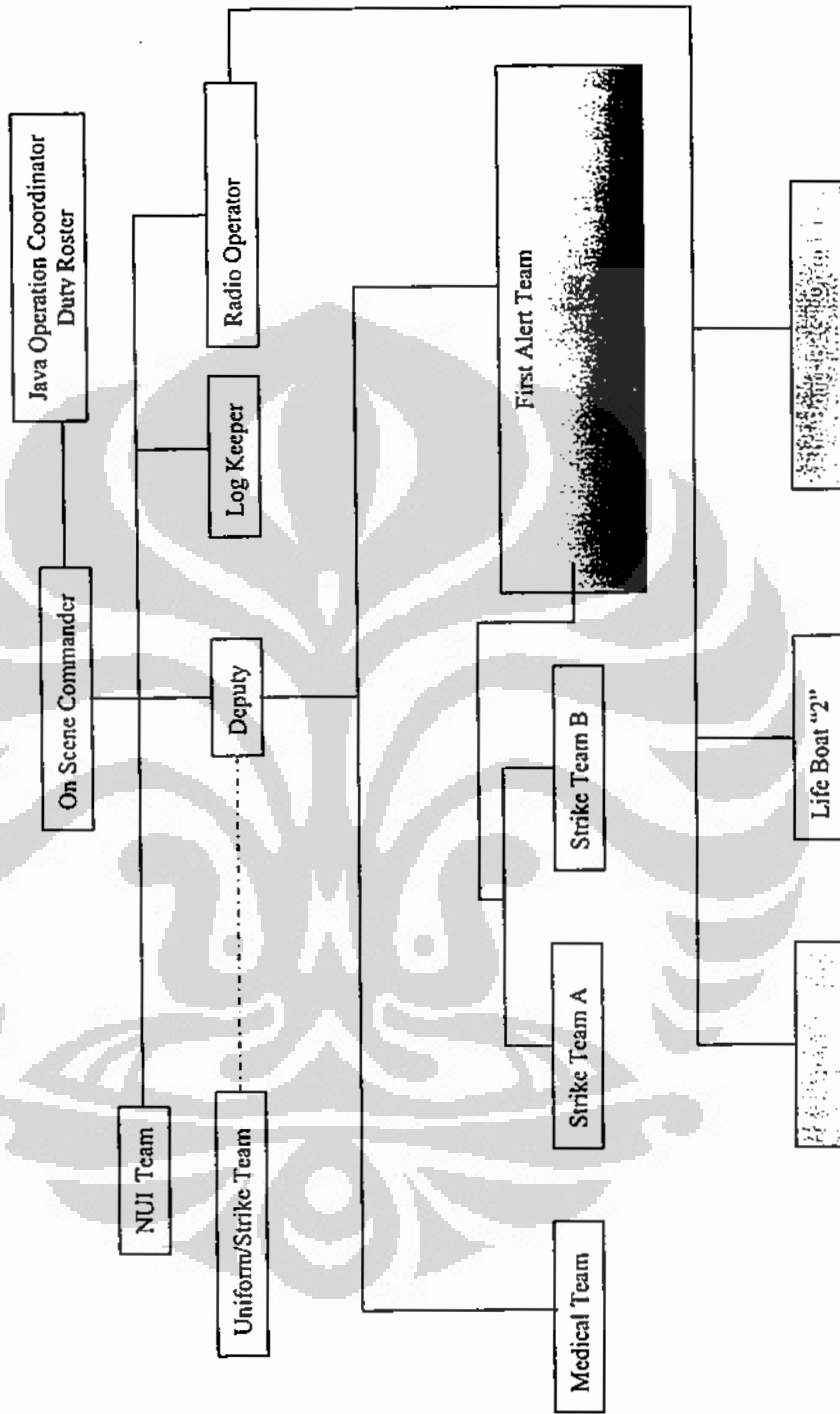 Java Operation Coordinator
Duty Roster
On Scene Commander
NUI Team
Uniform/Strike Team
Deputy
Log Keeper
Radio Operator
Medical Team
Strike Team A
Strike Team B
First Alert Team
Life Boat “2”